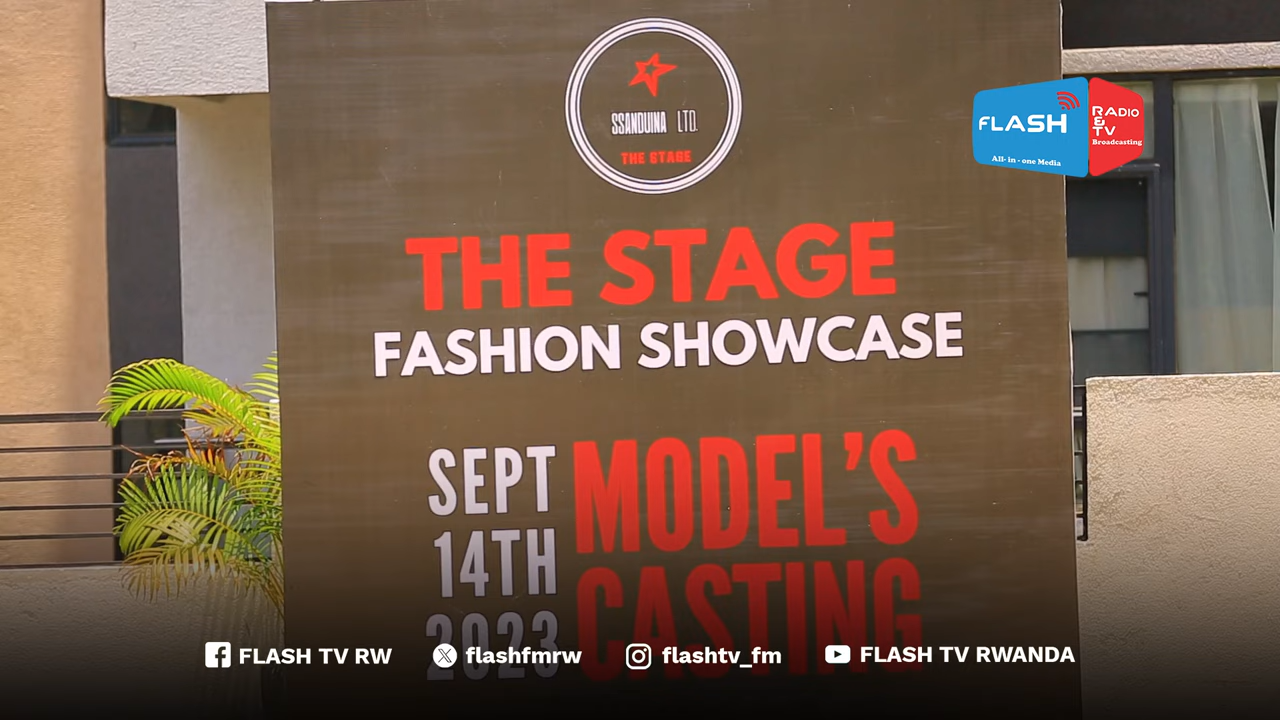 SSANDUINA LTD.
THE STAGE
FLASH
RADIO
&
TV
Broadcasting
All- in - one Media
THE STAGE
FASHION SHOWCASE
SEPT
14TH
2023
MODEL'S
CASTING
FLASH TV RW
flashfmrw
flashtv_fm
FLASH TV RWANDA